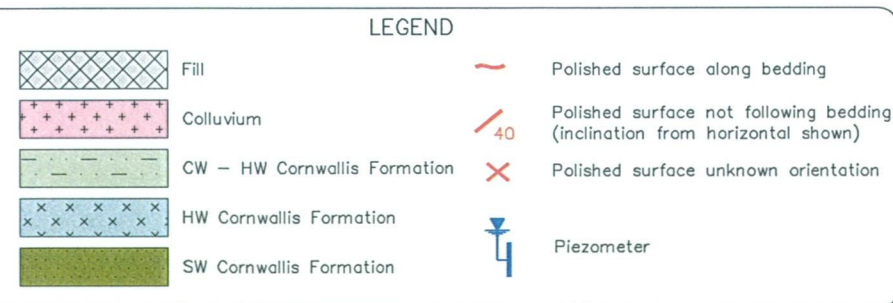 LEGEND
Fill
Colluvium
CW – HW Cornwallis Formation
HW Cornwallis Formation
SW Cornwallis Formation
Polished surface along bedding
40
Polished surface not following bedding
(inclination from horizontal shown)
Polished surface unknown orientation
Piezometer